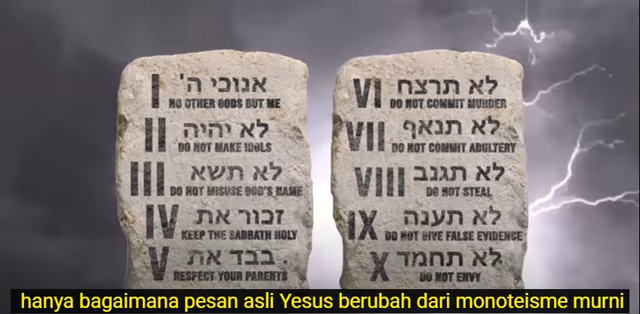 I אנוכי ה'
NO OTHER GODS BUT ME
II לא יהיה
DO NOT MAKE IDOLS
III לא תשא
DO NOT MISUSE GOD'S NAME
IV זכור את
KEEP THE SABBATH HOLY
V כבד את .
RESPECT YOUR PARENTS
VI לא תרצח
DO NOT COMMIT MURDER
VII לא תנאף
DO NOT COMMIT ADULTERY
VIII לא תגנב
DO NOT STEAL
IX לא תענה
DO NOT GIVE FALSE EVIDENCE
X לא תחמד
DO NOT ENVY
hanya bagaimana pesan asli Yesus berubah dari monoteisme murni